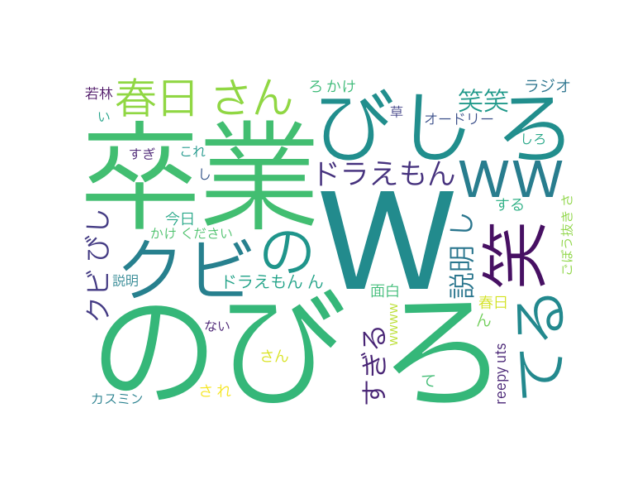 若林
春日 さん
ろ かけ
笑笑
ラジオ
い
草
オードリー
びし ろ
しろ
卒業
すぎ
これ
し
ドラえもん
ww
W
今日
かけ ください
の
クビ
クビ びし
説明
ドラえもん ん
説明 し
笑
する
ごぼう抜き さ
面白
春日
ん
のび ろ
ない
さん
すぎる
wwww
てる
reepy uts
カスミン
さ れ
て